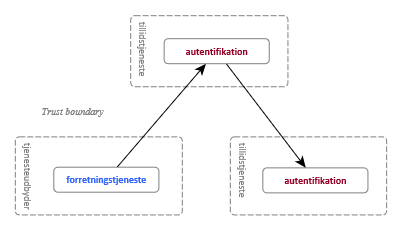 tillidstjeneste
autentifikation
Trust boundary
tjenesteudbyder
forretningstjeneste
tillidstjeneste
autentifikation